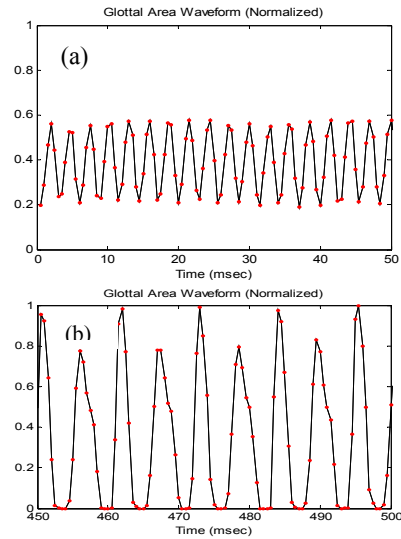 Glottal Area Waveform (Normalized)
1
(a)
0.8
0.6
0.4
0.2
0
0 10 20 30 40 50
Time (msec)
Glottal Area Waveform (Normalized)
1
(b)
0.8
0.6
0.4
0.2
0
450 460 470 480 490 500
Time (msec)